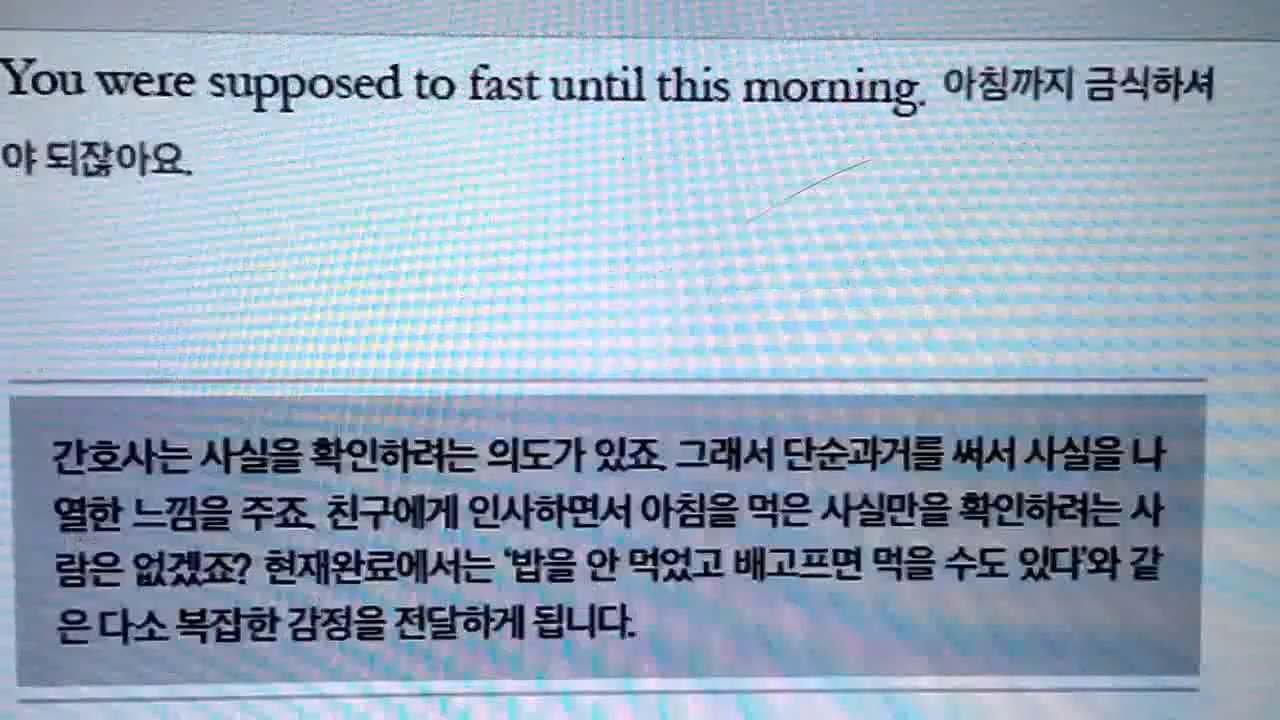 You were supposed to fast until this morning. 아침까지 금식하셔
야 되잖아요.
간호사는 사실을 확인하려는 의도가 있죠. 그래서 단순과거를 써서 사실을 나
열한 느낌을 주죠. 친구에게 인사하면서 아침을 먹은 사실만을 확인하려는 사
람은 없겠죠? 현재완료에서는 ‘밥을 안 먹었고 배고프면 먹을 수도 있다’와 같
은 다소 복잡한 감정을 전달하게 됩니다.